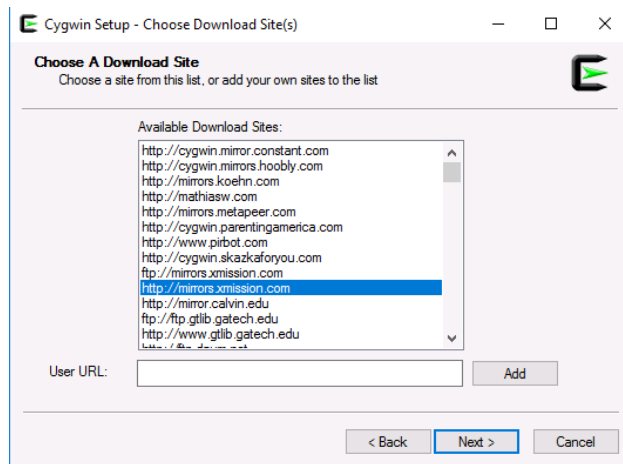 Cygwin Setup - Choose Download Site(s)
Choose A Download Site
Choose a site from this list, or add your own sites to the list
Available Download Sites:
http://cygwin.mirror.constant.com
http://cygwin.mirrors.hoobly.com
http://mirrors.koehn.com
http://mathiasw.com
http://mirrors.metapeer.com
http://cygwin.parentingamerica.com
http://www.pirbot.com
http://cygwin.skazkaforyou.com
ftp://mirrors.xmission.com
http://mirrors.xmission.com
http://mirror.calvin.edu
ftp://ftp.gtlib.gatech.edu
http://www.gtlib.gatech.edu
User URL:
Add
< Back
Next >
Cancel